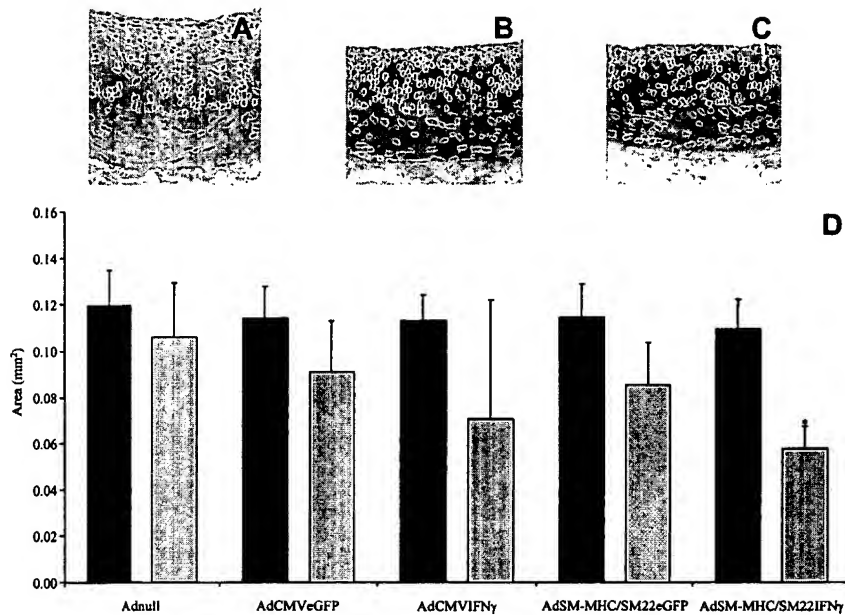 A
B
C
D
0.16
0.14
0.12
0.10
0.08
0.06
0.04
0.02
0.00
Area (mm²)
Adnull
AdCMVeGFP
AdCMVIFNγ
AdSM-MHC/SM22eGFP
AdSM-MHC/SM22IFNγ
*